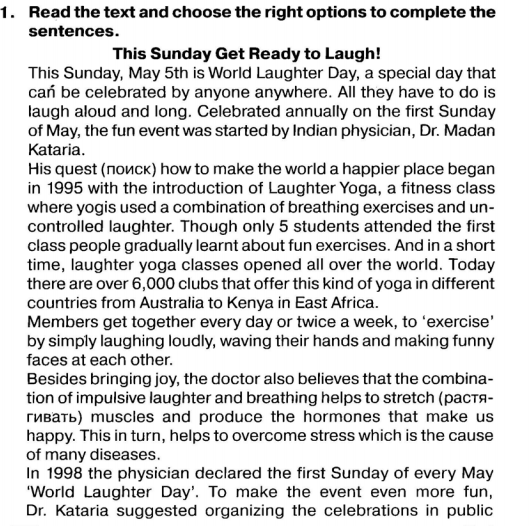 1. Read the text and choose the right options to complete the
sentences.
This Sunday Get Ready to Laugh!
This Sunday, May 5th is World Laughter Day, a special day that
can be celebrated by anyone anywhere. All they have to do is
laugh aloud and long. Celebrated annually on the first Sunday
of May, the fun event was started by Indian physician, Dr. Madan
Kataria.
His quest (поиск) how to make the world a happier place began
in 1995 with the introduction of Laughter Yoga, a fitness class
where yogis used a combination of breathing exercises and un-
controlled laughter. Though only 5 students attended the first
class people gradually learnt about fun exercises. And in a short
time, laughter yoga classes opened all over the world. Today
there are over 6,000 clubs that offer this kind of yoga in different
countries from Australia to Kenya in East Africa.
Members get together every day or twice a week, to ‘exercise’
by simply laughing loudly, waving their hands and making funny
faces at each other.
Besides bringing joy, the doctor also believes that the combina-
tion of impulsive laughter and breathing helps to stretch (растя-
гивать) muscles and produce the hormones that make us
happy. This in turn, helps to overcome stress which is the cause
of many diseases.
In 1998 the physician declared the first Sunday of every May
'World Laughter Day'. To make the event even more fun,
Dr. Kataria suggested organizing the celebrations in public